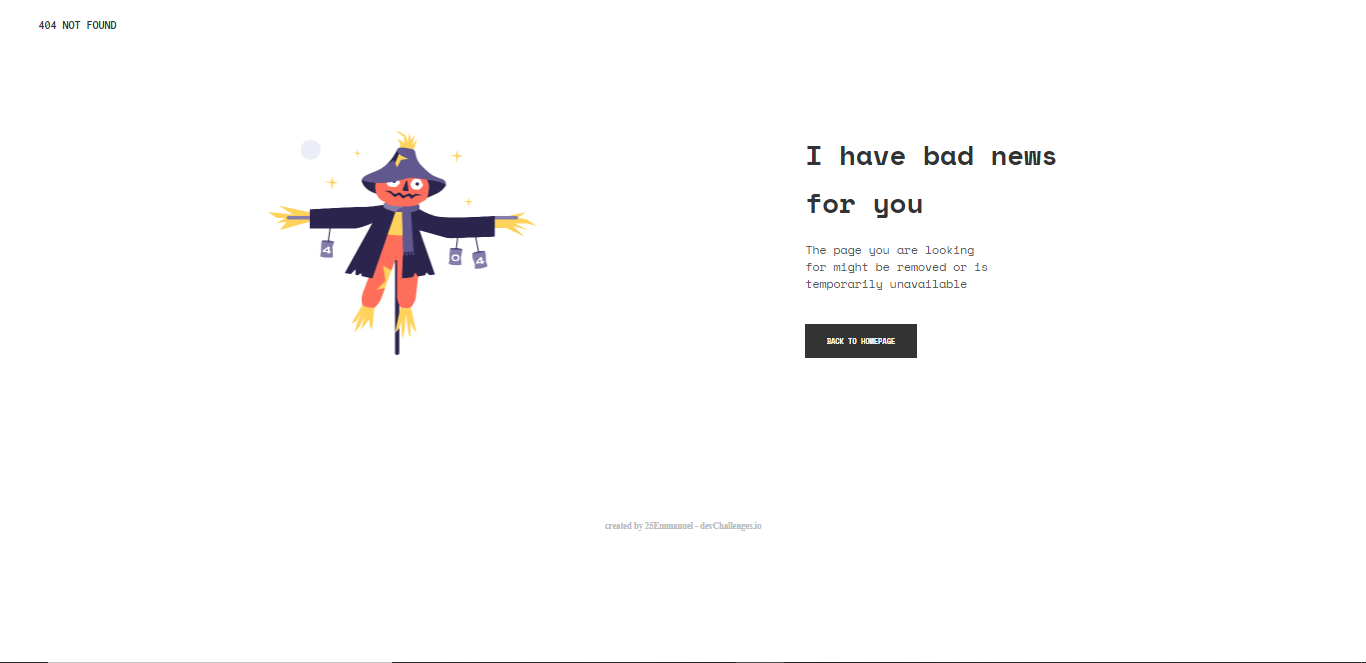 404 NOT FOUND
4
0
4
I have bad news
for you
The page you are looking
for might be removed or is
temporarily unavailable
BACK TO HOMEPAGE
created by 25Emmanuel - devChallenges.io